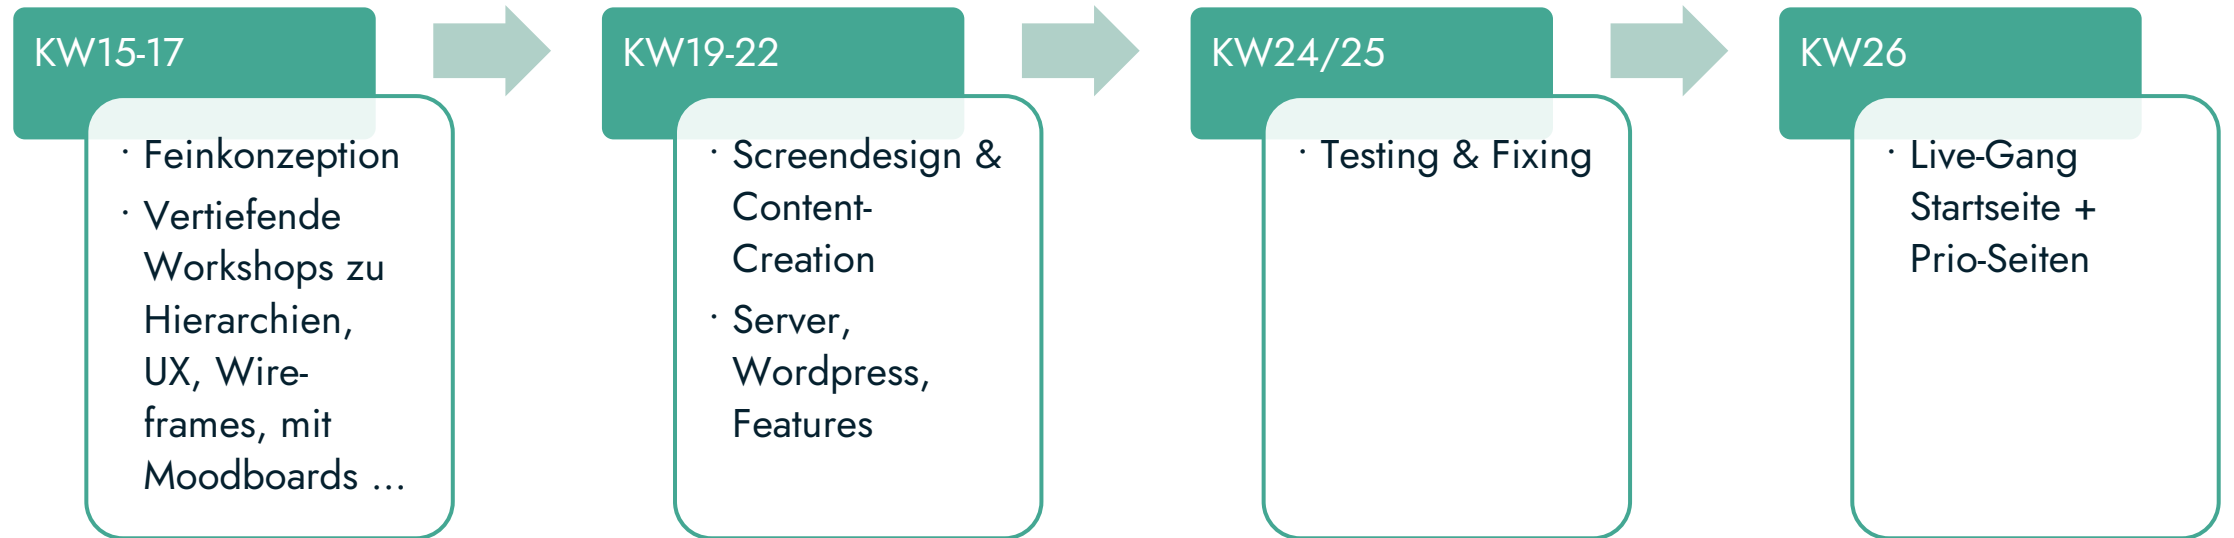 KW15-17
· Feinkonzeption
· Vertiefende
Workshops zu
Hierarchien,
UX, Wire-
frames, mit
Moodboards ...
KW19-22
· Screendesign &
Content-
Creation
· Server,
Wordpress,
Features
KW24/25
· Testing & Fixing
KW26
· Live-Gang
Startseite +
Prio-Seiten